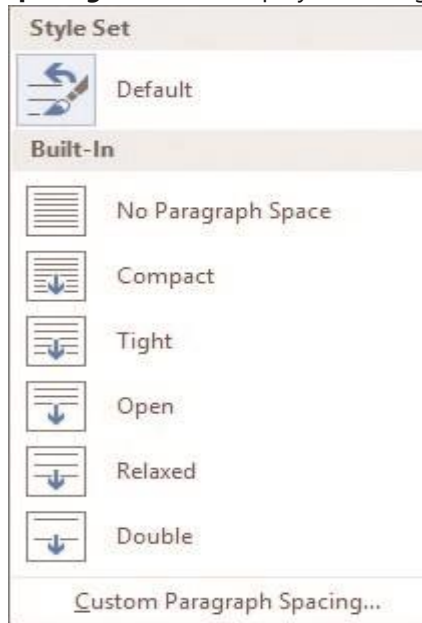 Style Set
Default
Built-In
No Paragraph Space
Compact
Tight
Open
Relaxed
Double
Custom Paragraph Spacing...